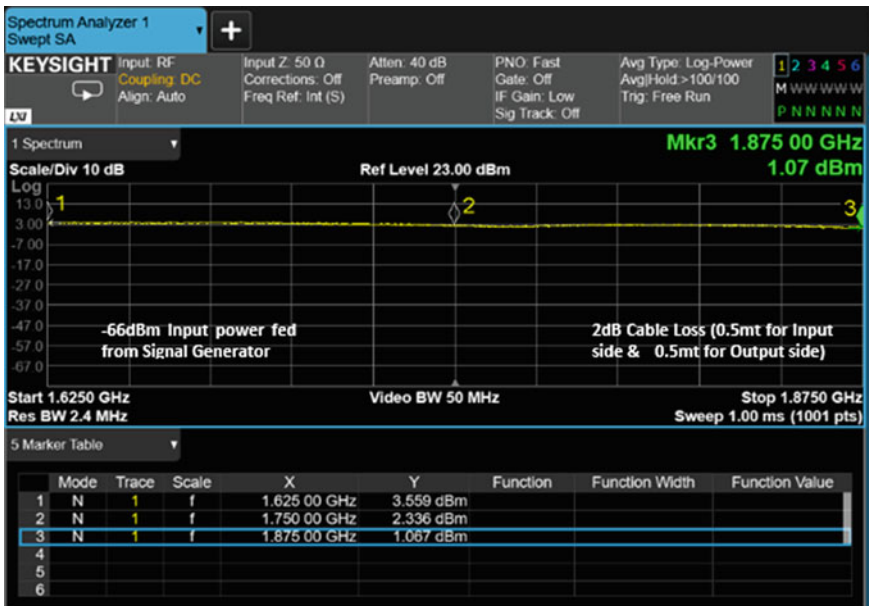 Spectrum Analyzer 1
Swept SA
+
KEYSIGHT Input: RF Input Z: 50 Ω Atten: 40 dB PNO: Fast Avg Type: Log-Power 1 2 3 4 5 6
Coupling: DC Corrections: Off Preamp: Off Gate: Off Avg|Hold:>100/100 M W W W W W
Align: Auto Freq Ref: Int (S) IF Gain: Low Trig: Free Run
LXI Sig Track: Off P N N N N N
1 Spectrum Mkr3 1.875 00 GHz
Scale/Div 10 dB Ref Level 23.00 dBm 1.07 dBm
Log
13.0 1 2 3
3.00
-7.00
-17.0
-27.0
-37.0
-47.0 -66dBm Input power fed 2dB Cable Loss (0.5mt for Input
-57.0 from Signal Generator side & 0.5mt for Output side)
-67.0
Start 1.6250 GHz Video BW 50 MHz Stop 1.8750 GHz
Res BW 2.4 MHz Sweep 1.00 ms (1001 pts)
5 Marker Table
Mode Trace Scale X Y Function Function Width Function Value
1 N 1 f 1.625 00 GHz 3.559 dBm
2 N 1 f 1.750 00 GHz 2.336 dBm
3 N 1 f 1.875 00 GHz 1.067 dBm
4
5
6